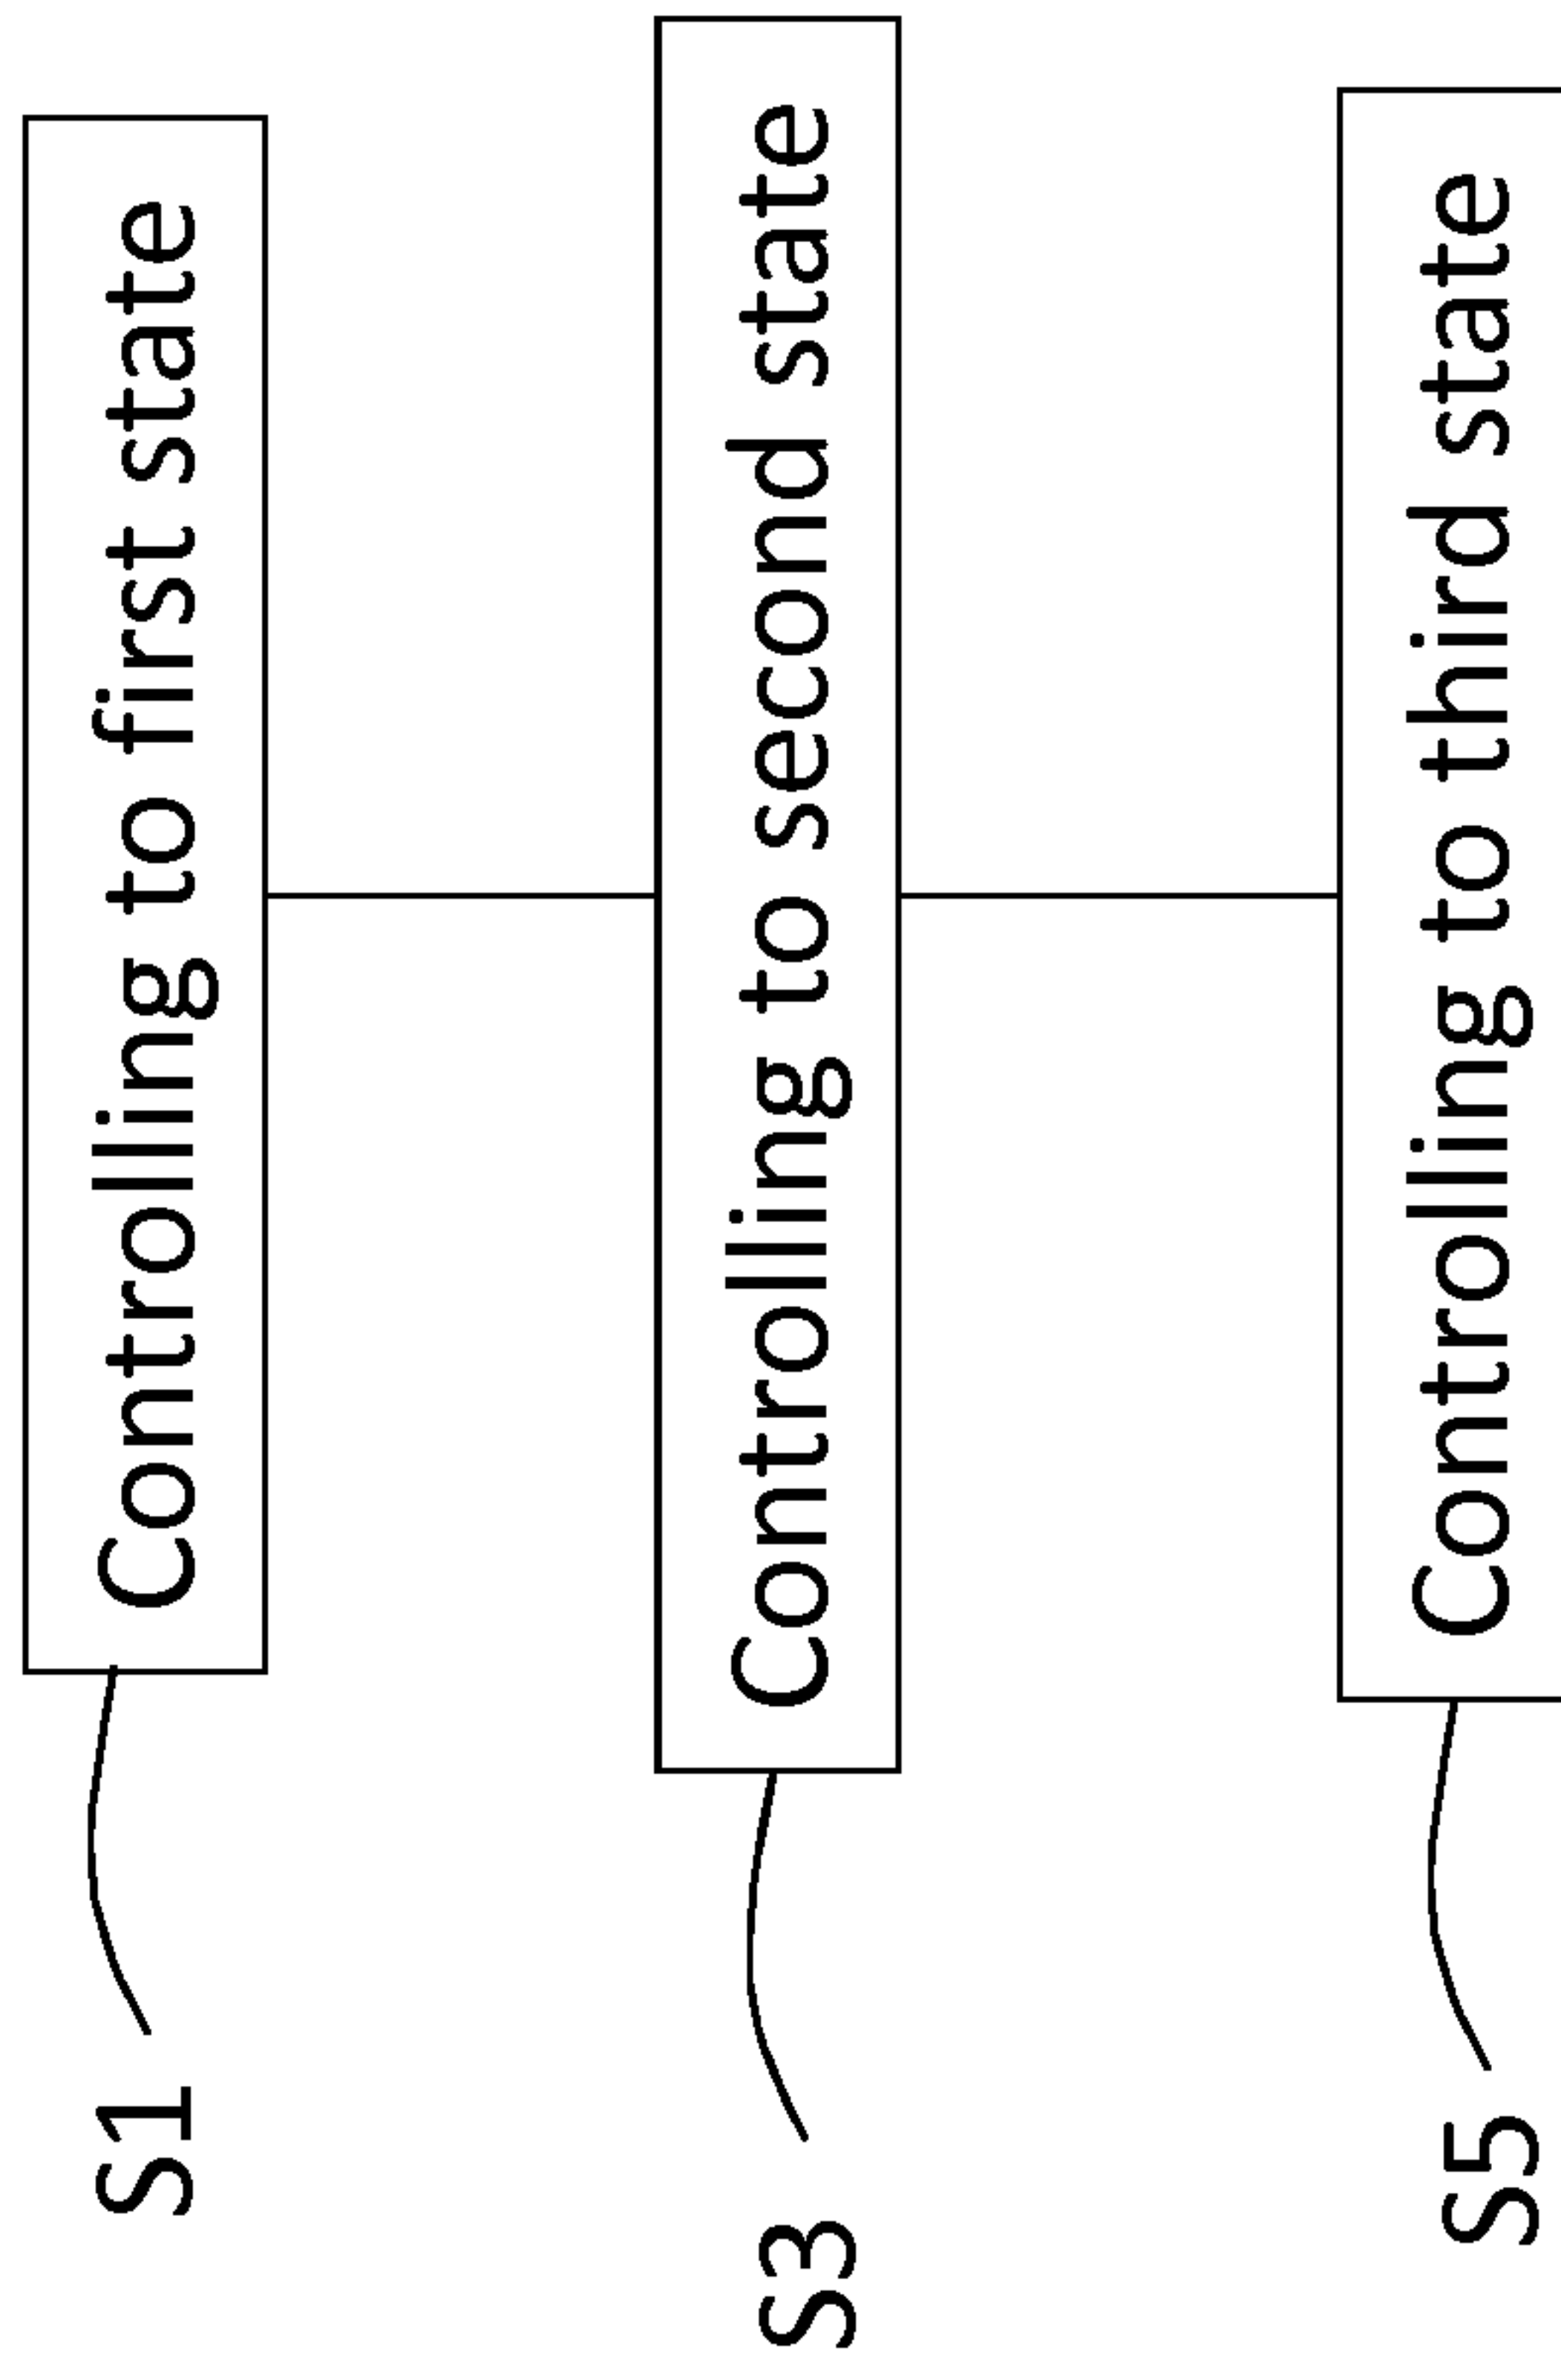 S1 Controlling to first state
S3 Controlling to second state
S5 Controlling to third state